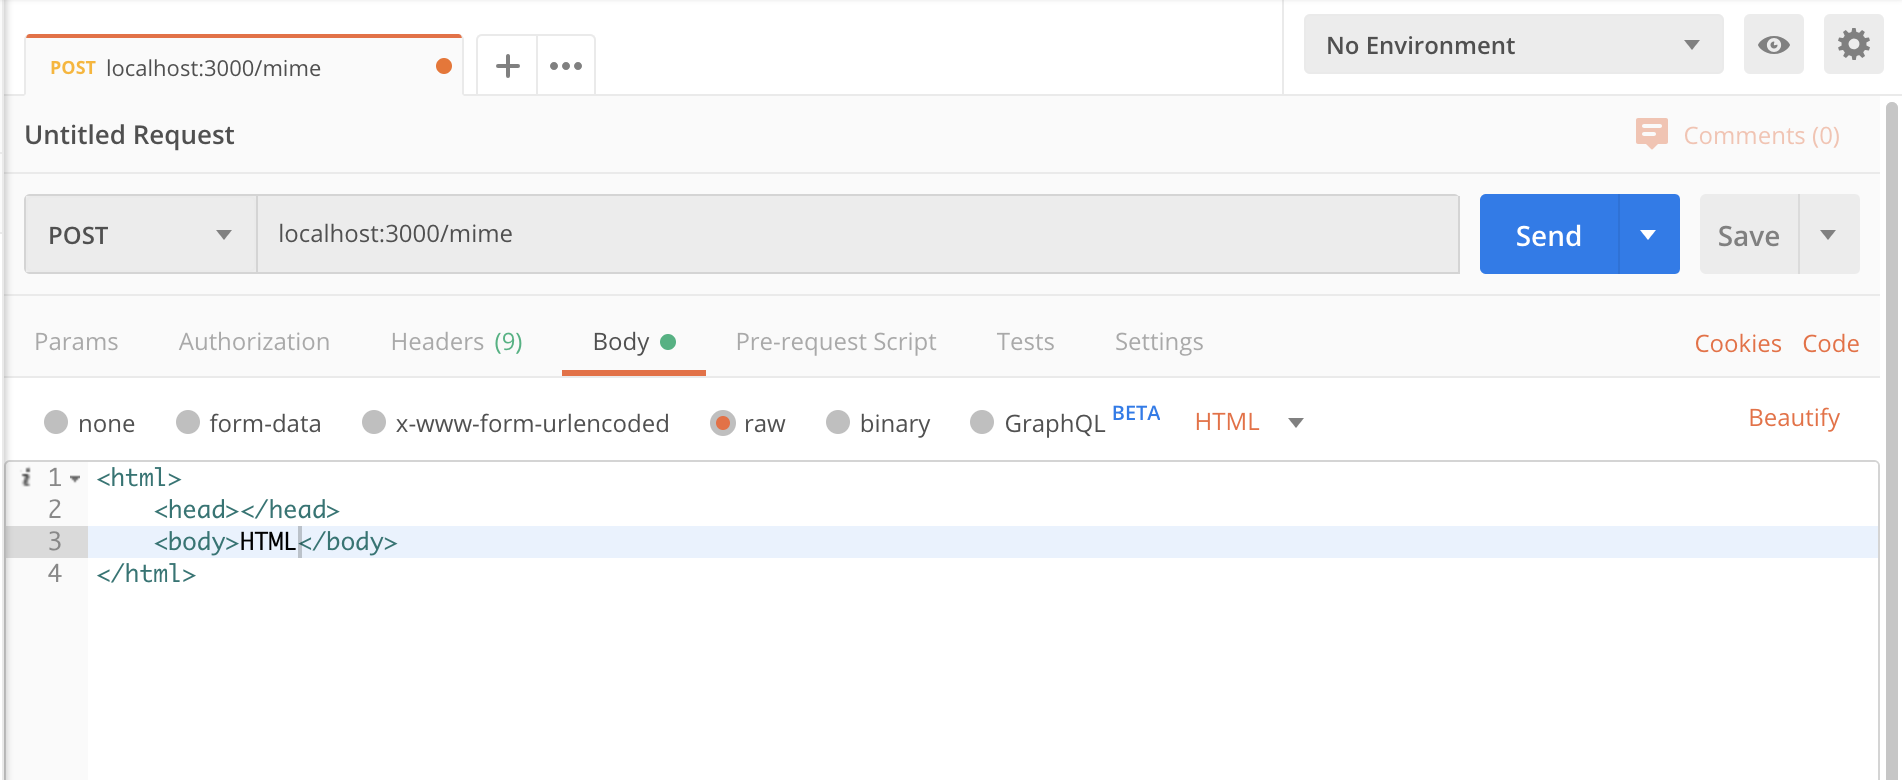 POST localhost:3000/mime
No Environment
Untitled Request
Comments (0)
POST localhost:3000/mime Send Save
Params Authorization Headers (9) Body Pre-request Script Tests Settings Cookies Code
none form-data x-www-form-urlencoded raw binary GraphQL BETA HTML Beautify
i 1 <html>
2 <head></head>
3 <body>HTML</body>
4 </html>